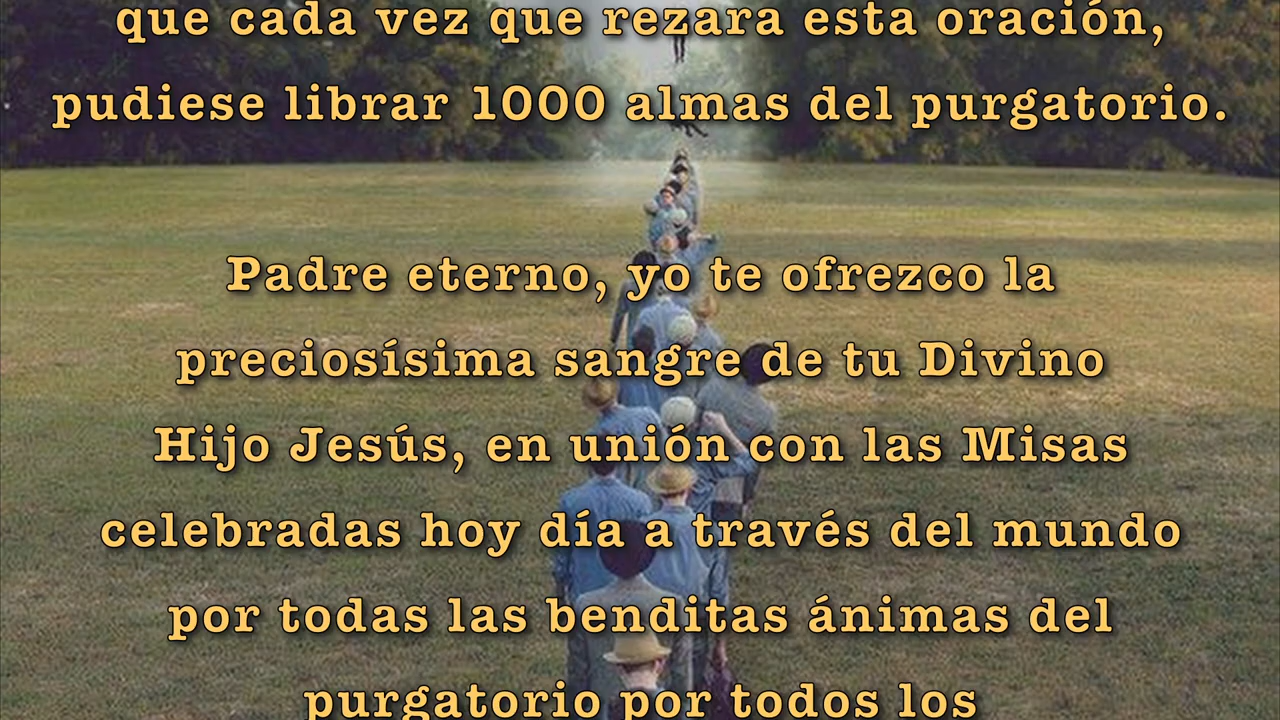 que cada vez que rezara esta oración,
pudiese librar 1000 almas del purgatorio.
Padre eterno, yo te ofrezco la
preciosísima sangre de tu Divino
Hijo Jesús, en unión con las Misas
celebradas hoy día a través del mundo
por todas las benditas ánimas del
purgatorio por todos los